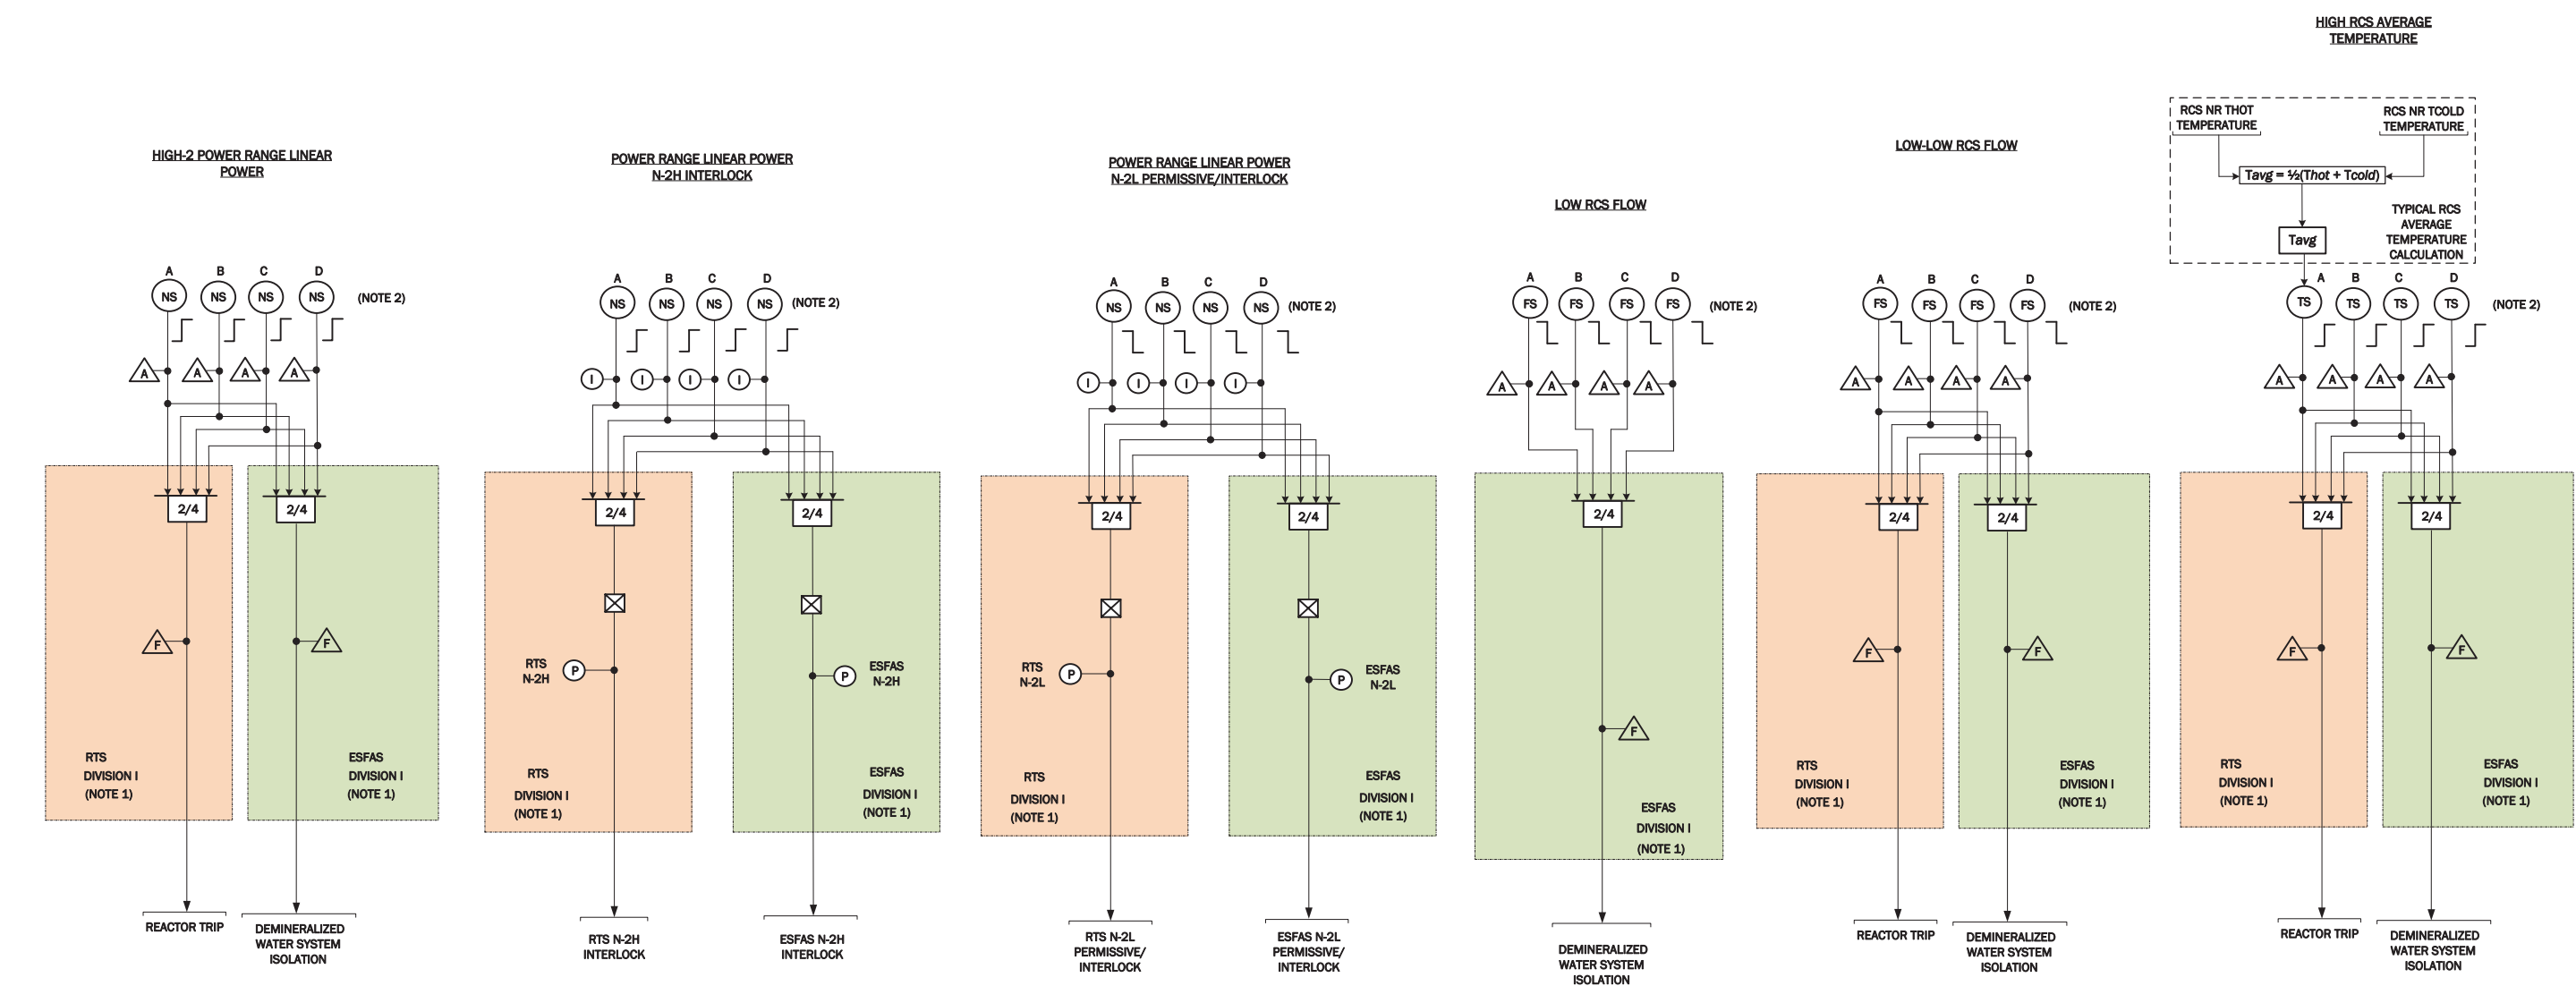 HIGH-2 POWER RANGE LINEAR
POWER
A B C D
NS NS NS NS (NOTE 2)
A A A A
2/4 2/4
F F
RTS
DIVISION I
(NOTE 1)
ESFAS
DIVISION I
(NOTE 1)
REACTOR TRIP
DEMINERALIZED
WATER SYSTEM
ISOLATION
POWER RANGE LINEAR POWER
N-2H INTERLOCK
A B C D
NS NS NS NS (NOTE 2)
I I I I
2/4 2/4
RTS
N-2H
P P
ESFAS
N-2H
RTS
DIVISION I
(NOTE 1)
ESFAS
DIVISION I
(NOTE 1)
RTS N-2H
INTERLOCK
ESFAS N-2H
INTERLOCK
POWER RANGE LINEAR POWER
N-2L PERMISSIVE/INTERLOCK
A B C D
NS NS NS NS (NOTE 2)
I I I I
2/4 2/4
RTS
N-2L
P P
ESFAS
N-2L
RTS
DIVISION I
(NOTE 1)
ESFAS
DIVISION I
(NOTE 1)
RTS N-2L
PERMISSIVE/
INTERLOCK
ESFAS N-2L
PERMISSIVE/
INTERLOCK
LOW RCS FLOW
A B C D
FS FS FS FS (NOTE 2)
A A A A
2/4
F
ESFAS
DIVISION I
(NOTE 1)
DEMINERALIZED
WATER SYSTEM
ISOLATION
LOW-LOW RCS FLOW
A B C D
FS FS FS FS (NOTE 2)
A A A A
2/4 2/4
F F
RTS
DIVISION I
(NOTE 1)
ESFAS
DIVISION I
(NOTE 1)
REACTOR TRIP
DEMINERALIZED
WATER SYSTEM
ISOLATION
HIGH RCS AVERAGE
TEMPERATURE
RCS NR THOT
TEMPERATURE
RCS NR TCOLD
TEMPERATURE
Tavg = ½(Thot + Tcold)
Tavg
TYPICAL RCS
AVERAGE
TEMPERATURE
CALCULATION
A B C D
TS TS TS TS (NOTE 2)
A A A A
2/4 2/4
F F
RTS
DIVISION I
(NOTE 1)
ESFAS
DIVISION I
(NOTE 1)
REACTOR TRIP
DEMINERALIZED
WATER SYSTEM
ISOLATION